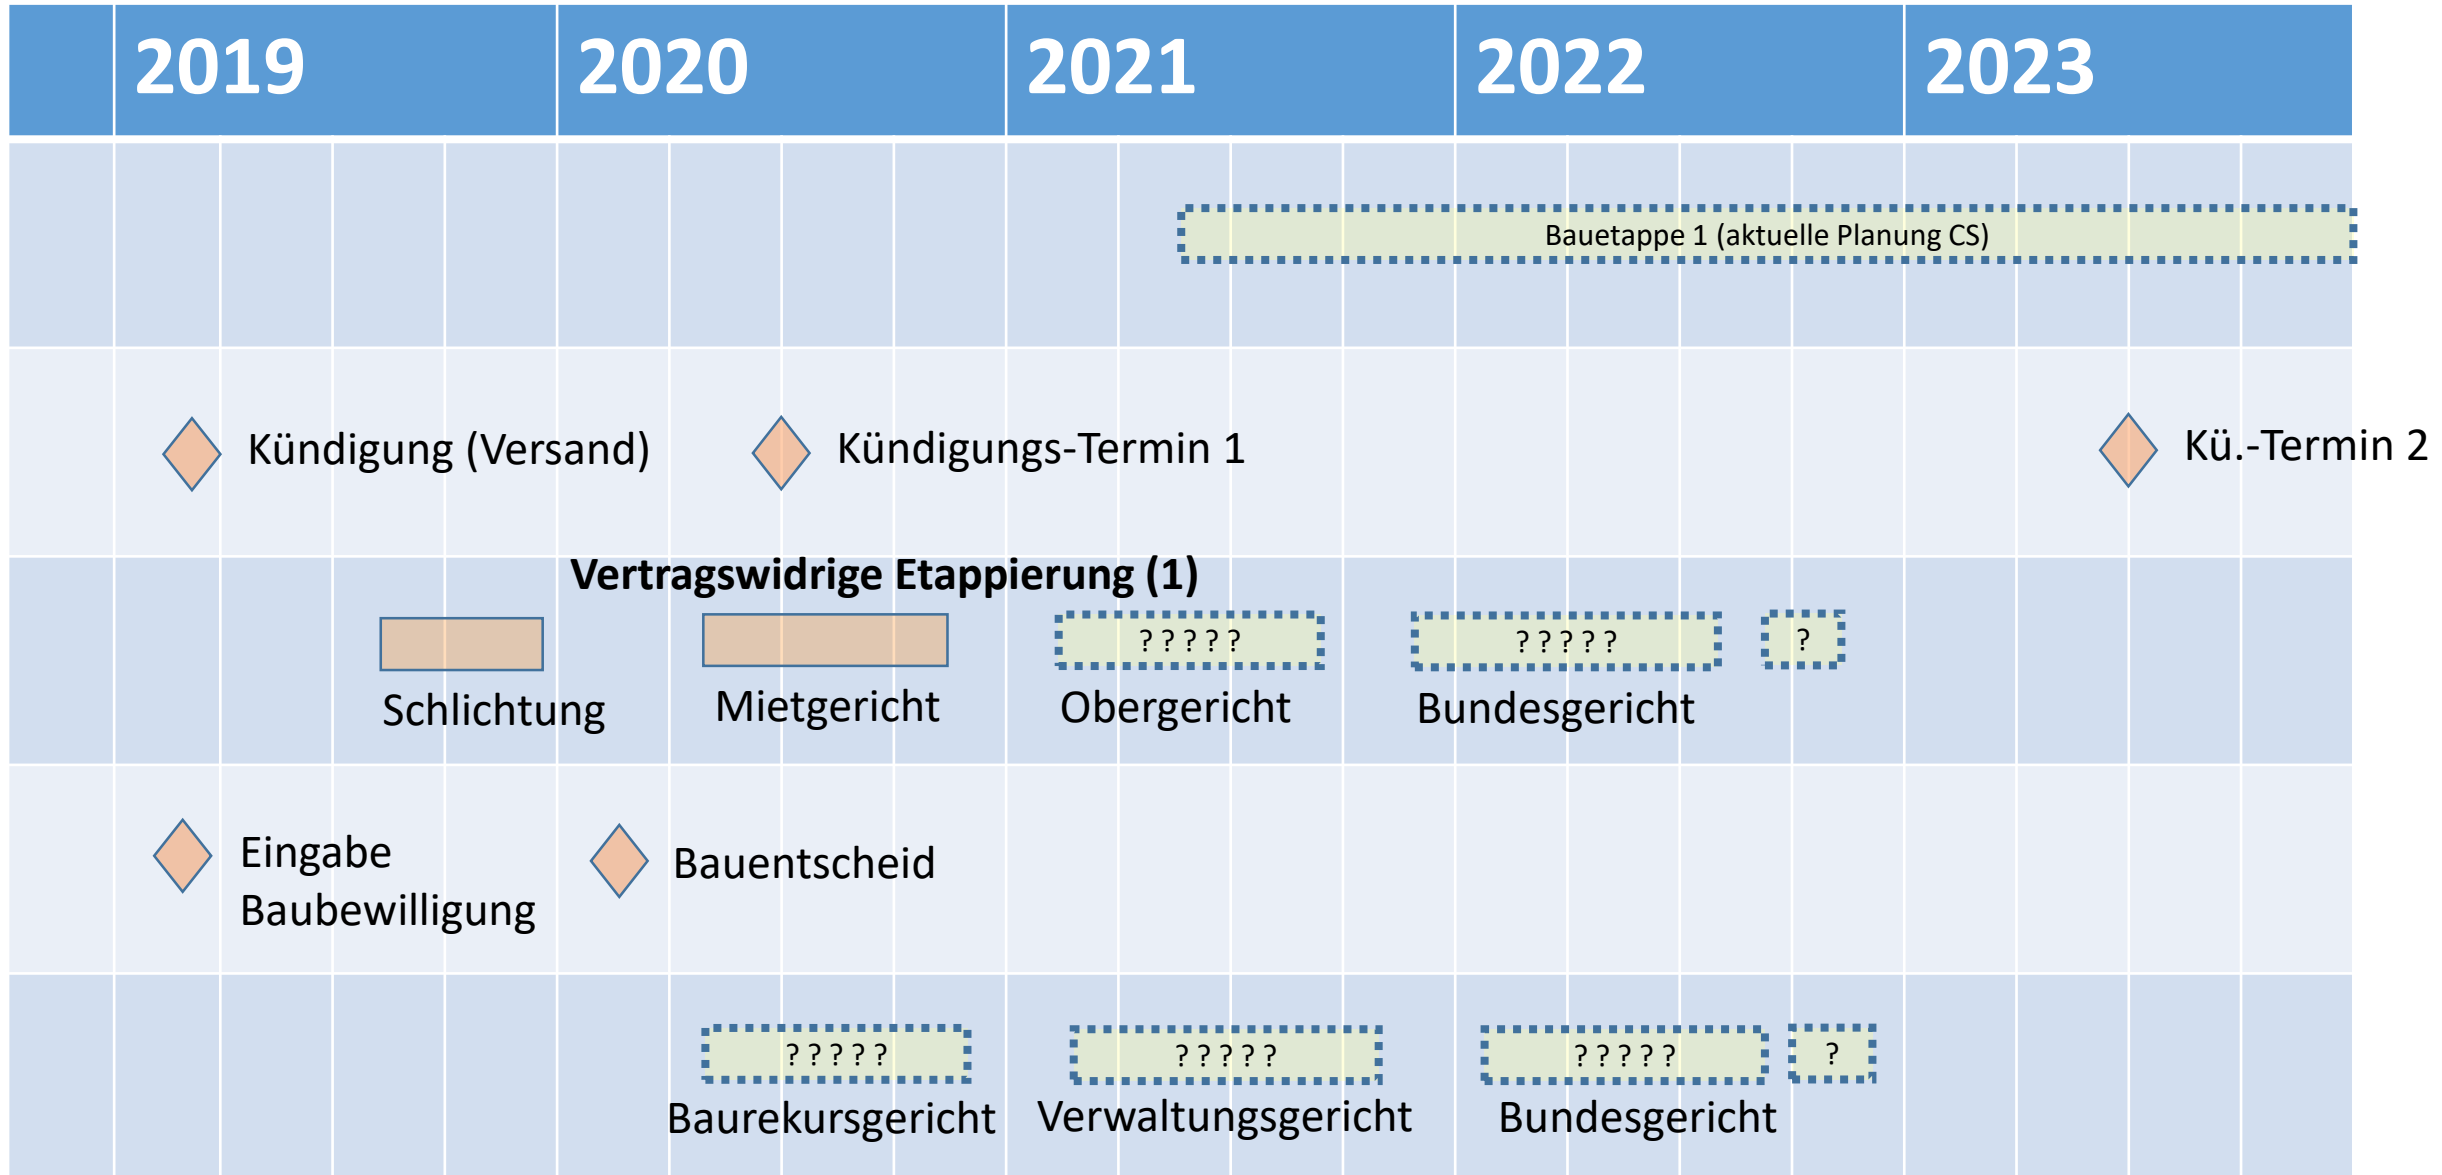 2019 2020 2021 2022 2023
Bauetappe 1 (aktuelle Planung CS)
Kündigung (Versand)
Kündigungs-Termin 1
Kü.-Termin 2
Vertragswidrige Etappierung (1)
? ? ? ? ?
? ? ? ? ?
?
Schlichtung
Mietgericht
Obergericht
Bundesgericht
Eingabe
Baubewilligung
Bauentscheid
? ? ? ? ?
? ? ? ? ?
? ? ? ? ?
?
Baurekursgericht
Verwaltungsgericht
Bundesgericht